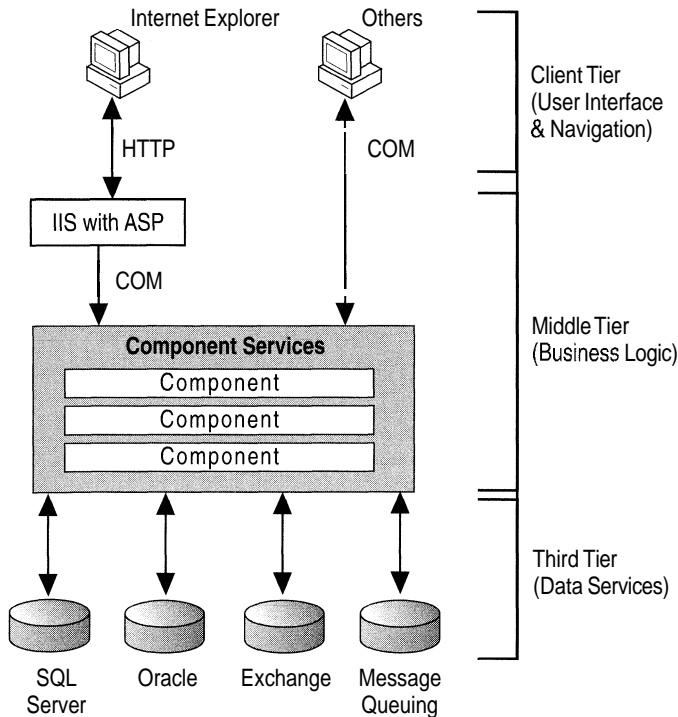 Internet Explorer
Others
Client Tier
(User Interface
& Navigation)
HTTP
COM
IIS with ASP
COM
Component Services
Component
Component
Component
Middle Tier
(Business Logic)
Third Tier
(Data Services)
SQL
Server
Oracle
Exchange
Message
Queuing